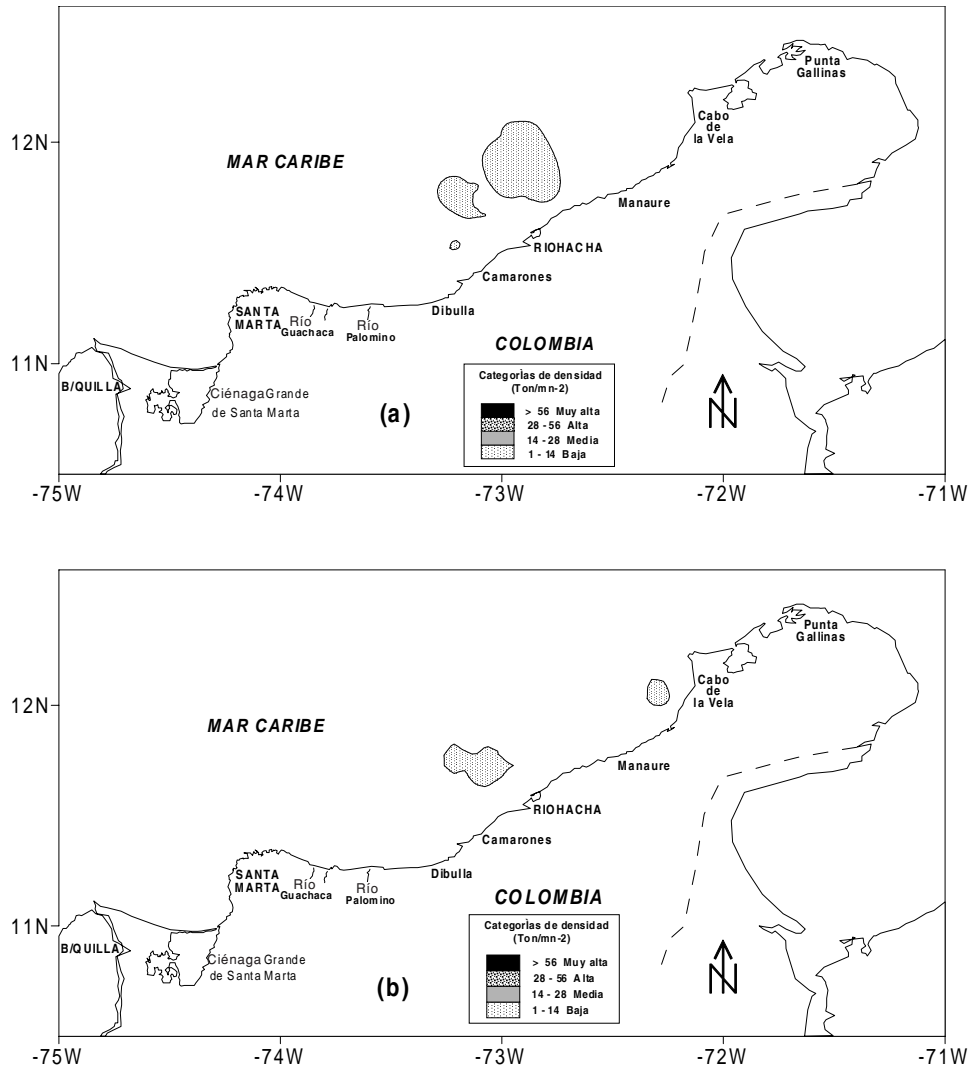 Punta
Gallinas
Cabo
de
la Vela
12N
MAR CARIBE
Manaure
RIOHACHA
Camarones
SANTA
MARTA
Río
Guachaca
Río
Palomino
Dibulla
COLOMBIA
11N
B/QUILLA
Ciénaga Grande
de Santa Marta
(a)
Categorìas de densidad
(Ton/mn-2)
> 56 Muy alta
28 - 56 Alta
14 - 28 Media
1 - 14 Baja
N
-75W
-74W
-73W
-72W
-71W
Punta
Gallinas
Cabo
de
la Vela
12N
MAR CARIBE
Manaure
RIOHACHA
Camarones
SANTA
MARTA
Río
Guachaca
Río
Palomino
Dibulla
COLOMBIA
11N
B/QUILLA
Ciénaga Grande
de Santa Marta
(b)
Categorìas de densidad
(Ton/mn-2)
> 56 Muy alta
28 - 56 Alta
14 - 28 Media
1 - 14 Baja
N
-75W
-74W
-73W
-72W
-71W